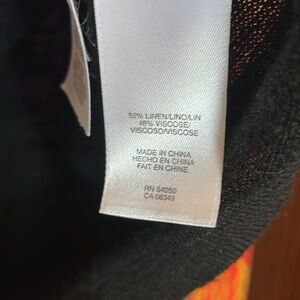 52% LINEN/LINO/LIN
48% VISCOSE/
VISCOSO/VISCOSE
MADE IN CHINA
HECHO EN CHINA
FAIT EN CHINE
RN 54050
CA 06349